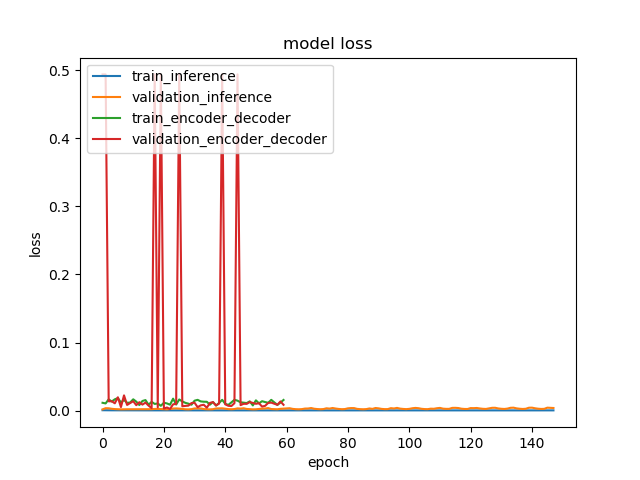 model loss
train_inference
validation_inference
train_encoder_decoder
validation_encoder_decoder
loss
0.5
0.4
0.3
0.2
0.1
0.0
0 20 40 60 80 100 120 140
epoch